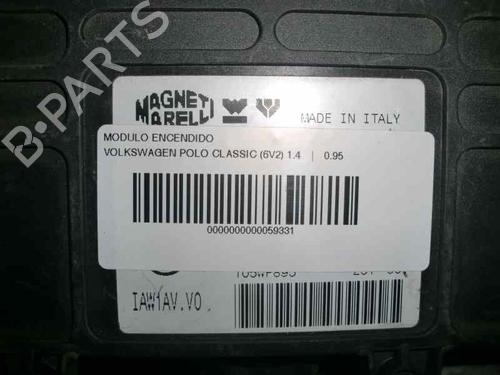 B-PARTS
MAGNETI
MARELLI
MADE IN ITALY
MODULO ENCENDIDO
VOLKSWAGEN POLO CLASSIC (6V2) 1.4 | 0.95
0000000000059331
IAW1AV.V0